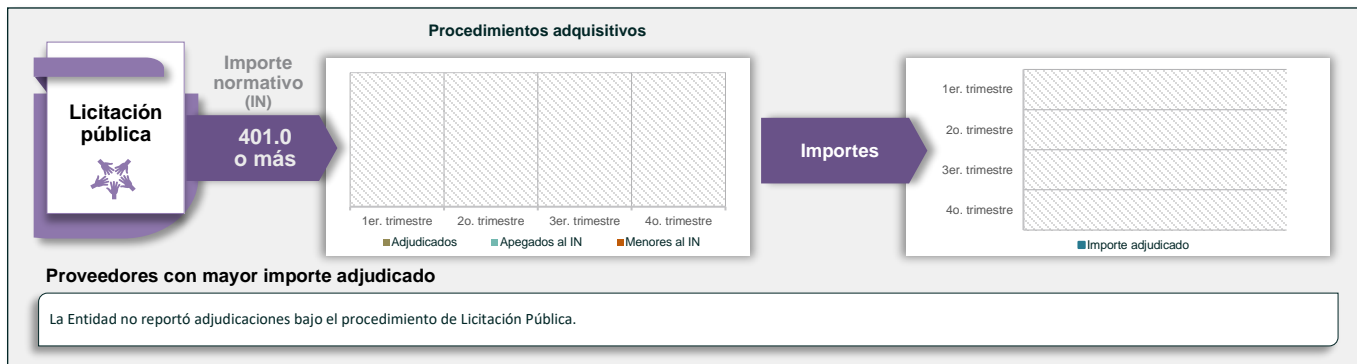 Procedimientos adquisitivos
Licitación
pública
Importe
normativo
(IN)
401.0
o más
1er. trimestre 2o. trimestre 3er. trimestre 4o. trimestre
Adjudicados Apegados al IN Menores al IN
Importes
1er. trimestre
2o. trimestre
3er. trimestre
4o. trimestre
Importe adjudicado
Proveedores con mayor importe adjudicado
La Entidad no reportó adjudicaciones bajo el procedimiento de Licitación Pública.